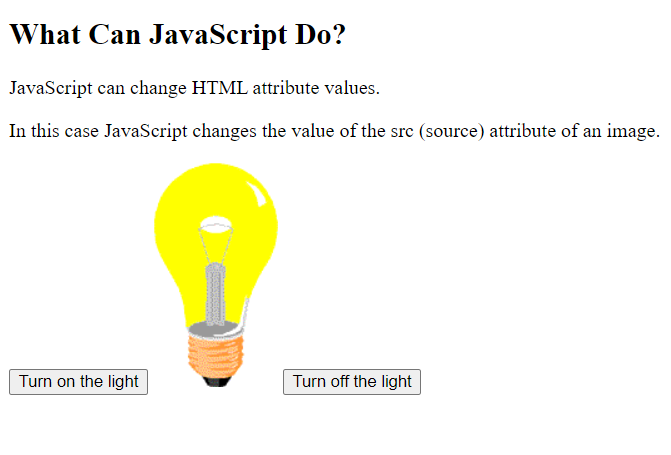 What Can JavaScript Do?
JavaScript can change HTML attribute values.
In this case JavaScript changes the value of the src (source) attribute of an image.
Turn on the light Turn off the light